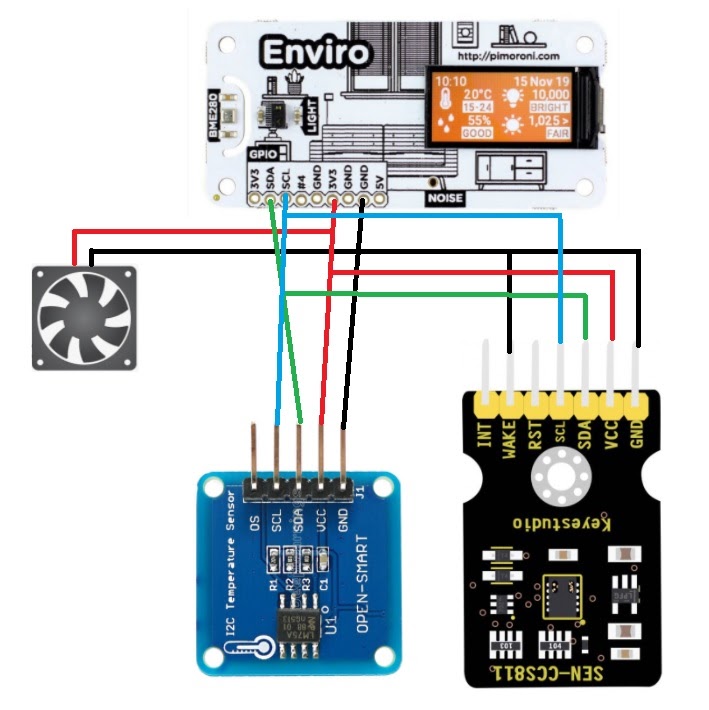 Enviro
http://pimoroni.com
BME280
LIGHT
10:10
15 Nov 19
20°C
10,000
15-24
BRIGHT
55%
1,025 >
GOOD
FAIR
GPIO
3V3
SDA
SCL
#4
GND
3V3
GND
GND
5V
NOISE
INT
WAKE
RST
SCL
SDA
VCC
GND
Keyestudio
103
104
SEN-CCS811
J1
OS
SCL
SDA
VCC
GND
I2C Temperature Sensor
R1
R2
R3
C1
U1
LM75A
OPEN-SMART